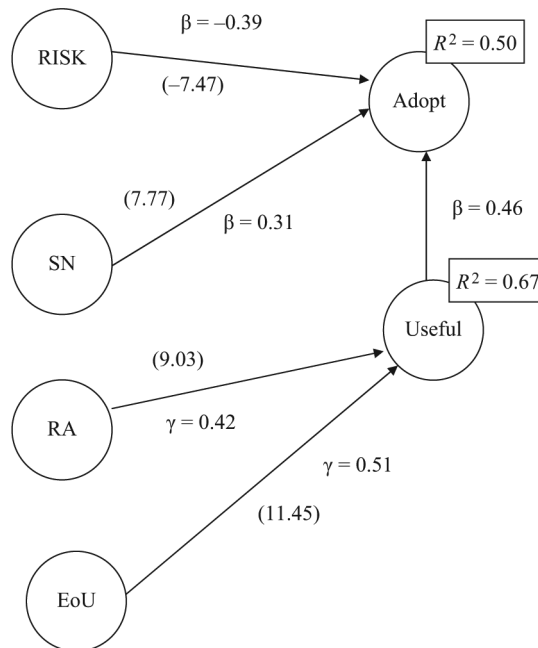 β = –0.39
R² = 0.50
RISK
(–7.47)
Adopt
(7.77)
β = 0.31
β = 0.46
SN
R² = 0.67
Useful
(9.03)
γ = 0.42
RA
γ = 0.51
(11.45)
EoU